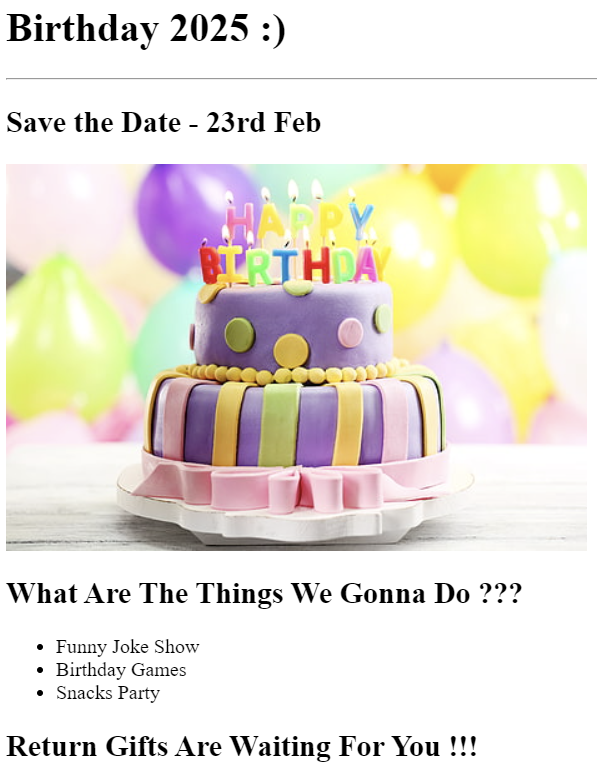 Birthday 2025 :)
Save the Date - 23rd Feb
HAPPY
BIRTHDAY
What Are The Things We Gonna Do ???
Funny Joke Show
Birthday Games
Snacks Party
Return Gifts Are Waiting For You !!!